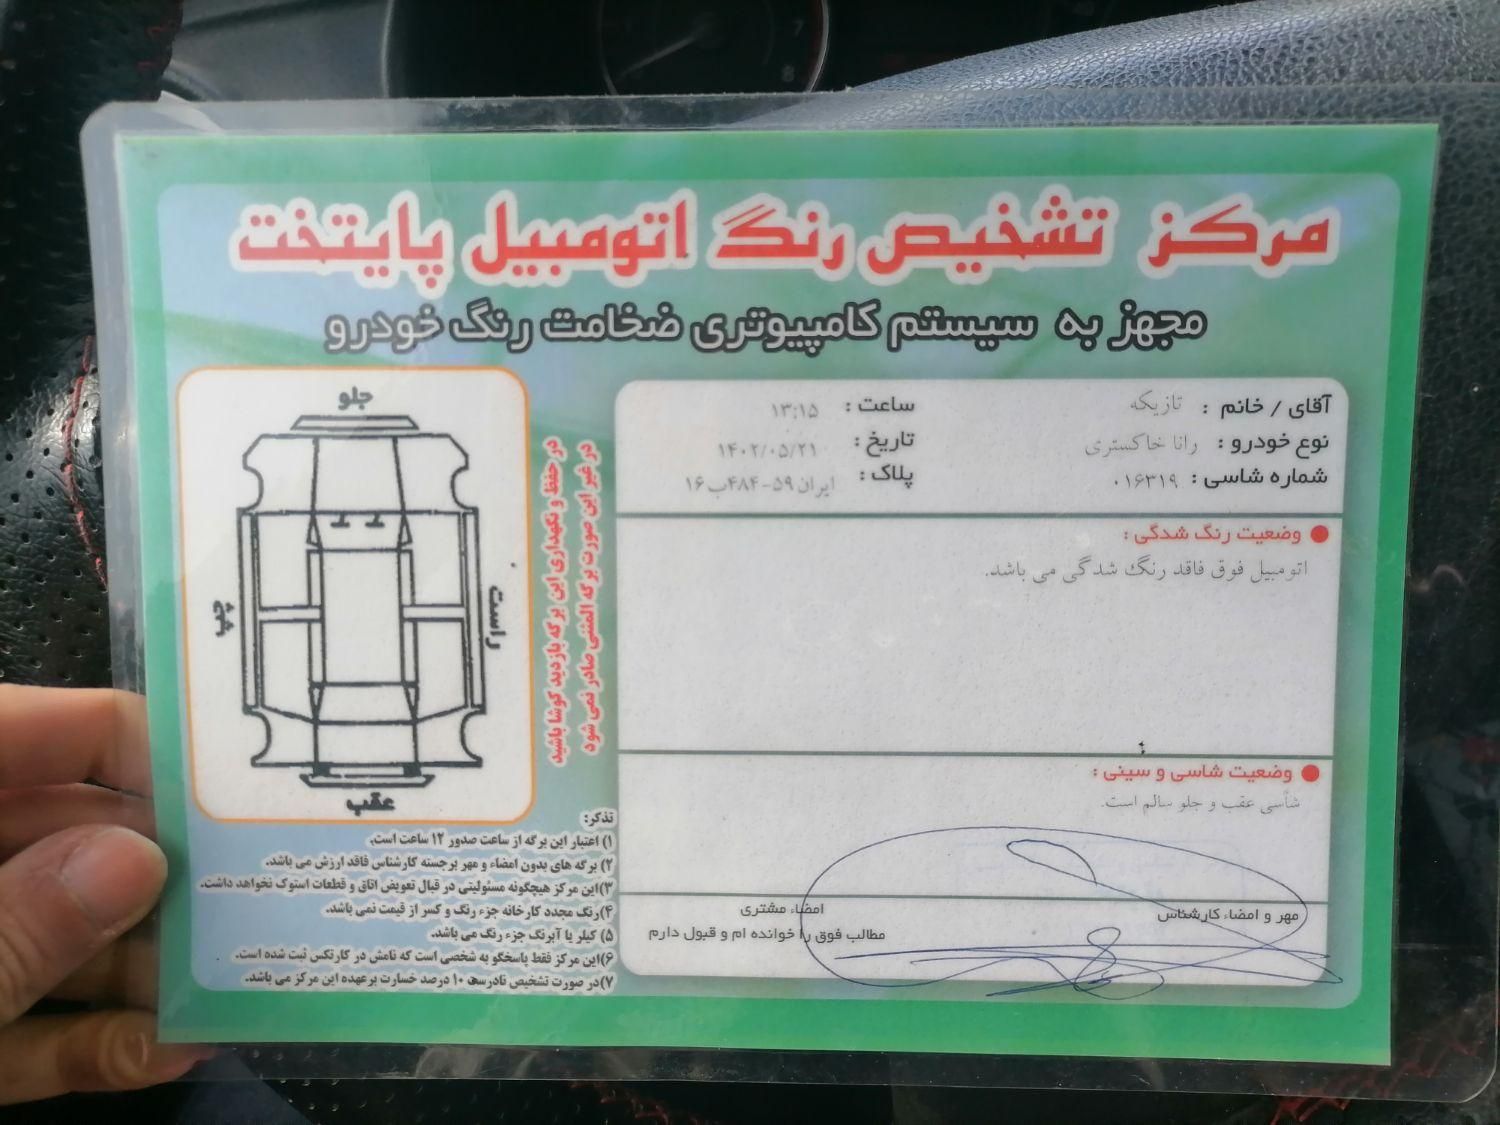 مرکز تشخیص رنگ اتومبیل پایتخت
مجهز به سیستم کامپیوتری ضخامت رنگ خودرو
آقای / خانم : تازیکه
ساعت : ۱۳:۱۵
نوع خودرو : رانا خاکستری
تاریخ : ۱۴۰۲/۰۵/۲۱
شماره شاسی : ۰۱۶۳۱۹
پلاک : ایران ۵۹-۴۸۴ب۱۶
وضعیت رنگ شدگی :
اتومبیل فوق فاقد رنگ شدگی می باشد.
وضعیت شاسی و سینی :
شاسی عقب و جلو سالم است.
مهر و امضاء کارشناس
امضاء مشتری
مطالب فوق را خوانده ام و قبول دارم
در حفظ و نگهداری این برگه بازدید کوشا باشید
در غیر این صورت برگه المثنی صادر نمی شود
جلو
راست
چپ
عقب
تذکر:
۱) اعتبار این برگه از ساعت صدور ۱۲ ساعت است.
۲) برگه های بدون امضاء و مهر برجسته کارشناس فاقد ارزش می باشد.
۳)این مرکز هیچگونه مسئولیتی در قبال تعویض اتاق و قطعات استوک نخواهد داشت.
۴)رنگ مجدد کارخانه جزء رنگ و کسر از قیمت نمی باشد.
۵) کیلر یا آبرنگ جزء رنگ می باشد.
۶)این مرکز فقط پاسخگو به شخصی است که نامش در کارتکس ثبت شده است.
۷)در صورت تشخیص نادرست ۱۰ درصد خسارت برعهده این مرکز می باشد.
8